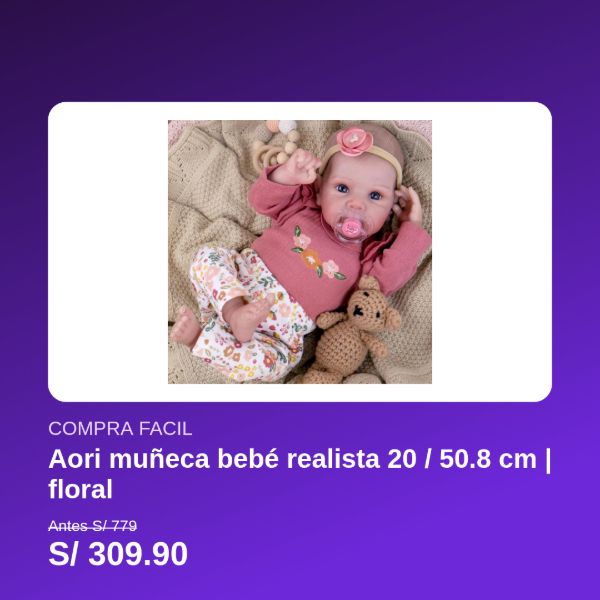 COMPRA FACIL
Aori muñeca bebé realista 20 / 50.8 cm |
floral
Antes S/ 779
S/ 309.90